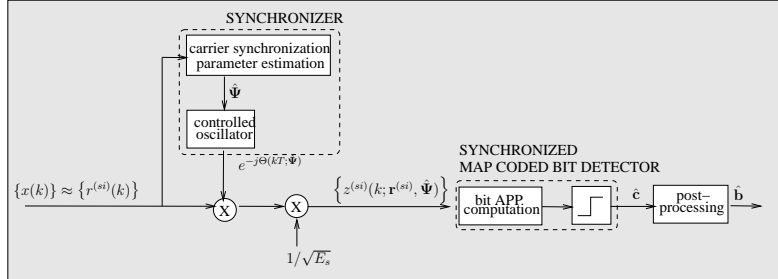 SYNCHRONIZER
carrier synchronization
parameter estimation
Ψ̂
controlled
oscillator
e^{-jΘ(kT;Ψ̂)}
SYNCHRONIZED
MAP CODED BIT DETECTOR
{x(k)} ≈ {r^{(si)}(k)}
{z^{(si)}(k; r^{(si)}, Ψ̂)}
bit APP
computation
ĉ
post–
processing
b̂
X
X
1/√E_s